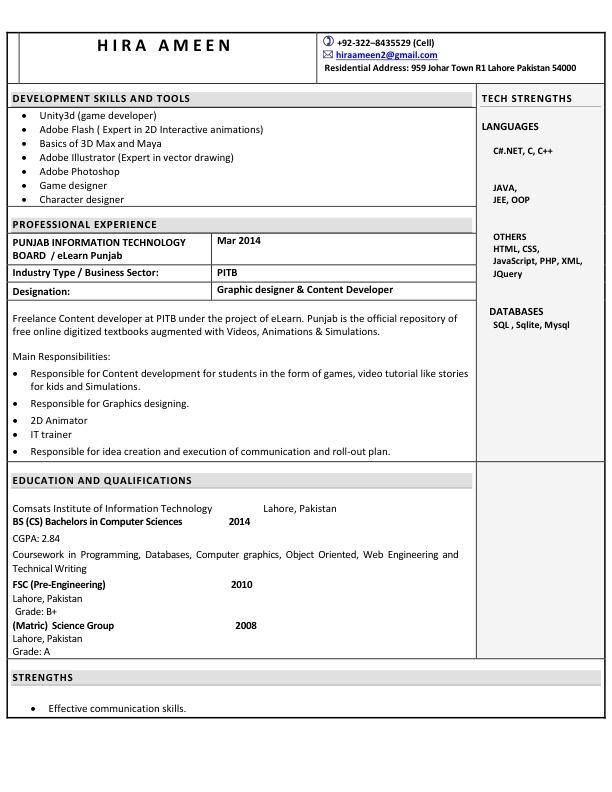 HIRA AMEEN
+92-322–8435529 (Cell)
hiraameen2@gmail.com
Residential Address: 959 Johar Town R1 Lahore Pakistan 54000
DEVELOPMENT SKILLS AND TOOLS
• Unity3d (game developer)
• Adobe Flash ( Expert in 2D Interactive animations)
• Basics of 3D Max and Maya
• Adobe Illustrator (Expert in vector drawing)
• Adobe Photoshop
• Game designer
• Character designer
PROFESSIONAL EXPERIENCE
PUNJAB INFORMATION TECHNOLOGY
BOARD / eLearn Punjab
Mar 2014
Industry Type / Business Sector: PITB
Designation: Graphic designer & Content Developer
Freelance Content developer at PITB under the project of eLearn. Punjab is the official repository of
free online digitized textbooks augmented with Videos, Animations & Simulations.
Main Responsibilities:
• Responsible for Content development for students in the form of games, video tutorial like stories
for kids and Simulations.
• Responsible for Graphics designing.
• 2D Animator
• IT trainer
• Responsible for idea creation and execution of communication and roll-out plan.
EDUCATION AND QUALIFICATIONS
Comsats Institute of Information Technology Lahore, Pakistan
BS (CS) Bachelors in Computer Sciences 2014
CGPA: 2.84
Coursework in Programming, Databases, Computer graphics, Object Oriented, Web Engineering and
Technical Writing
FSC (Pre-Engineering) 2010
Lahore, Pakistan
Grade: B+
(Matric) Science Group 2008
Lahore, Pakistan
Grade: A
STRENGTHS
• Effective communication skills.
TECH STRENGTHS
LANGUAGES
C#.NET, C, C++
JAVA,
JEE, OOP
OTHERS
HTML, CSS,
JavaScript, PHP, XML,
JQuery
DATABASES
SQL , Sqlite, Mysql